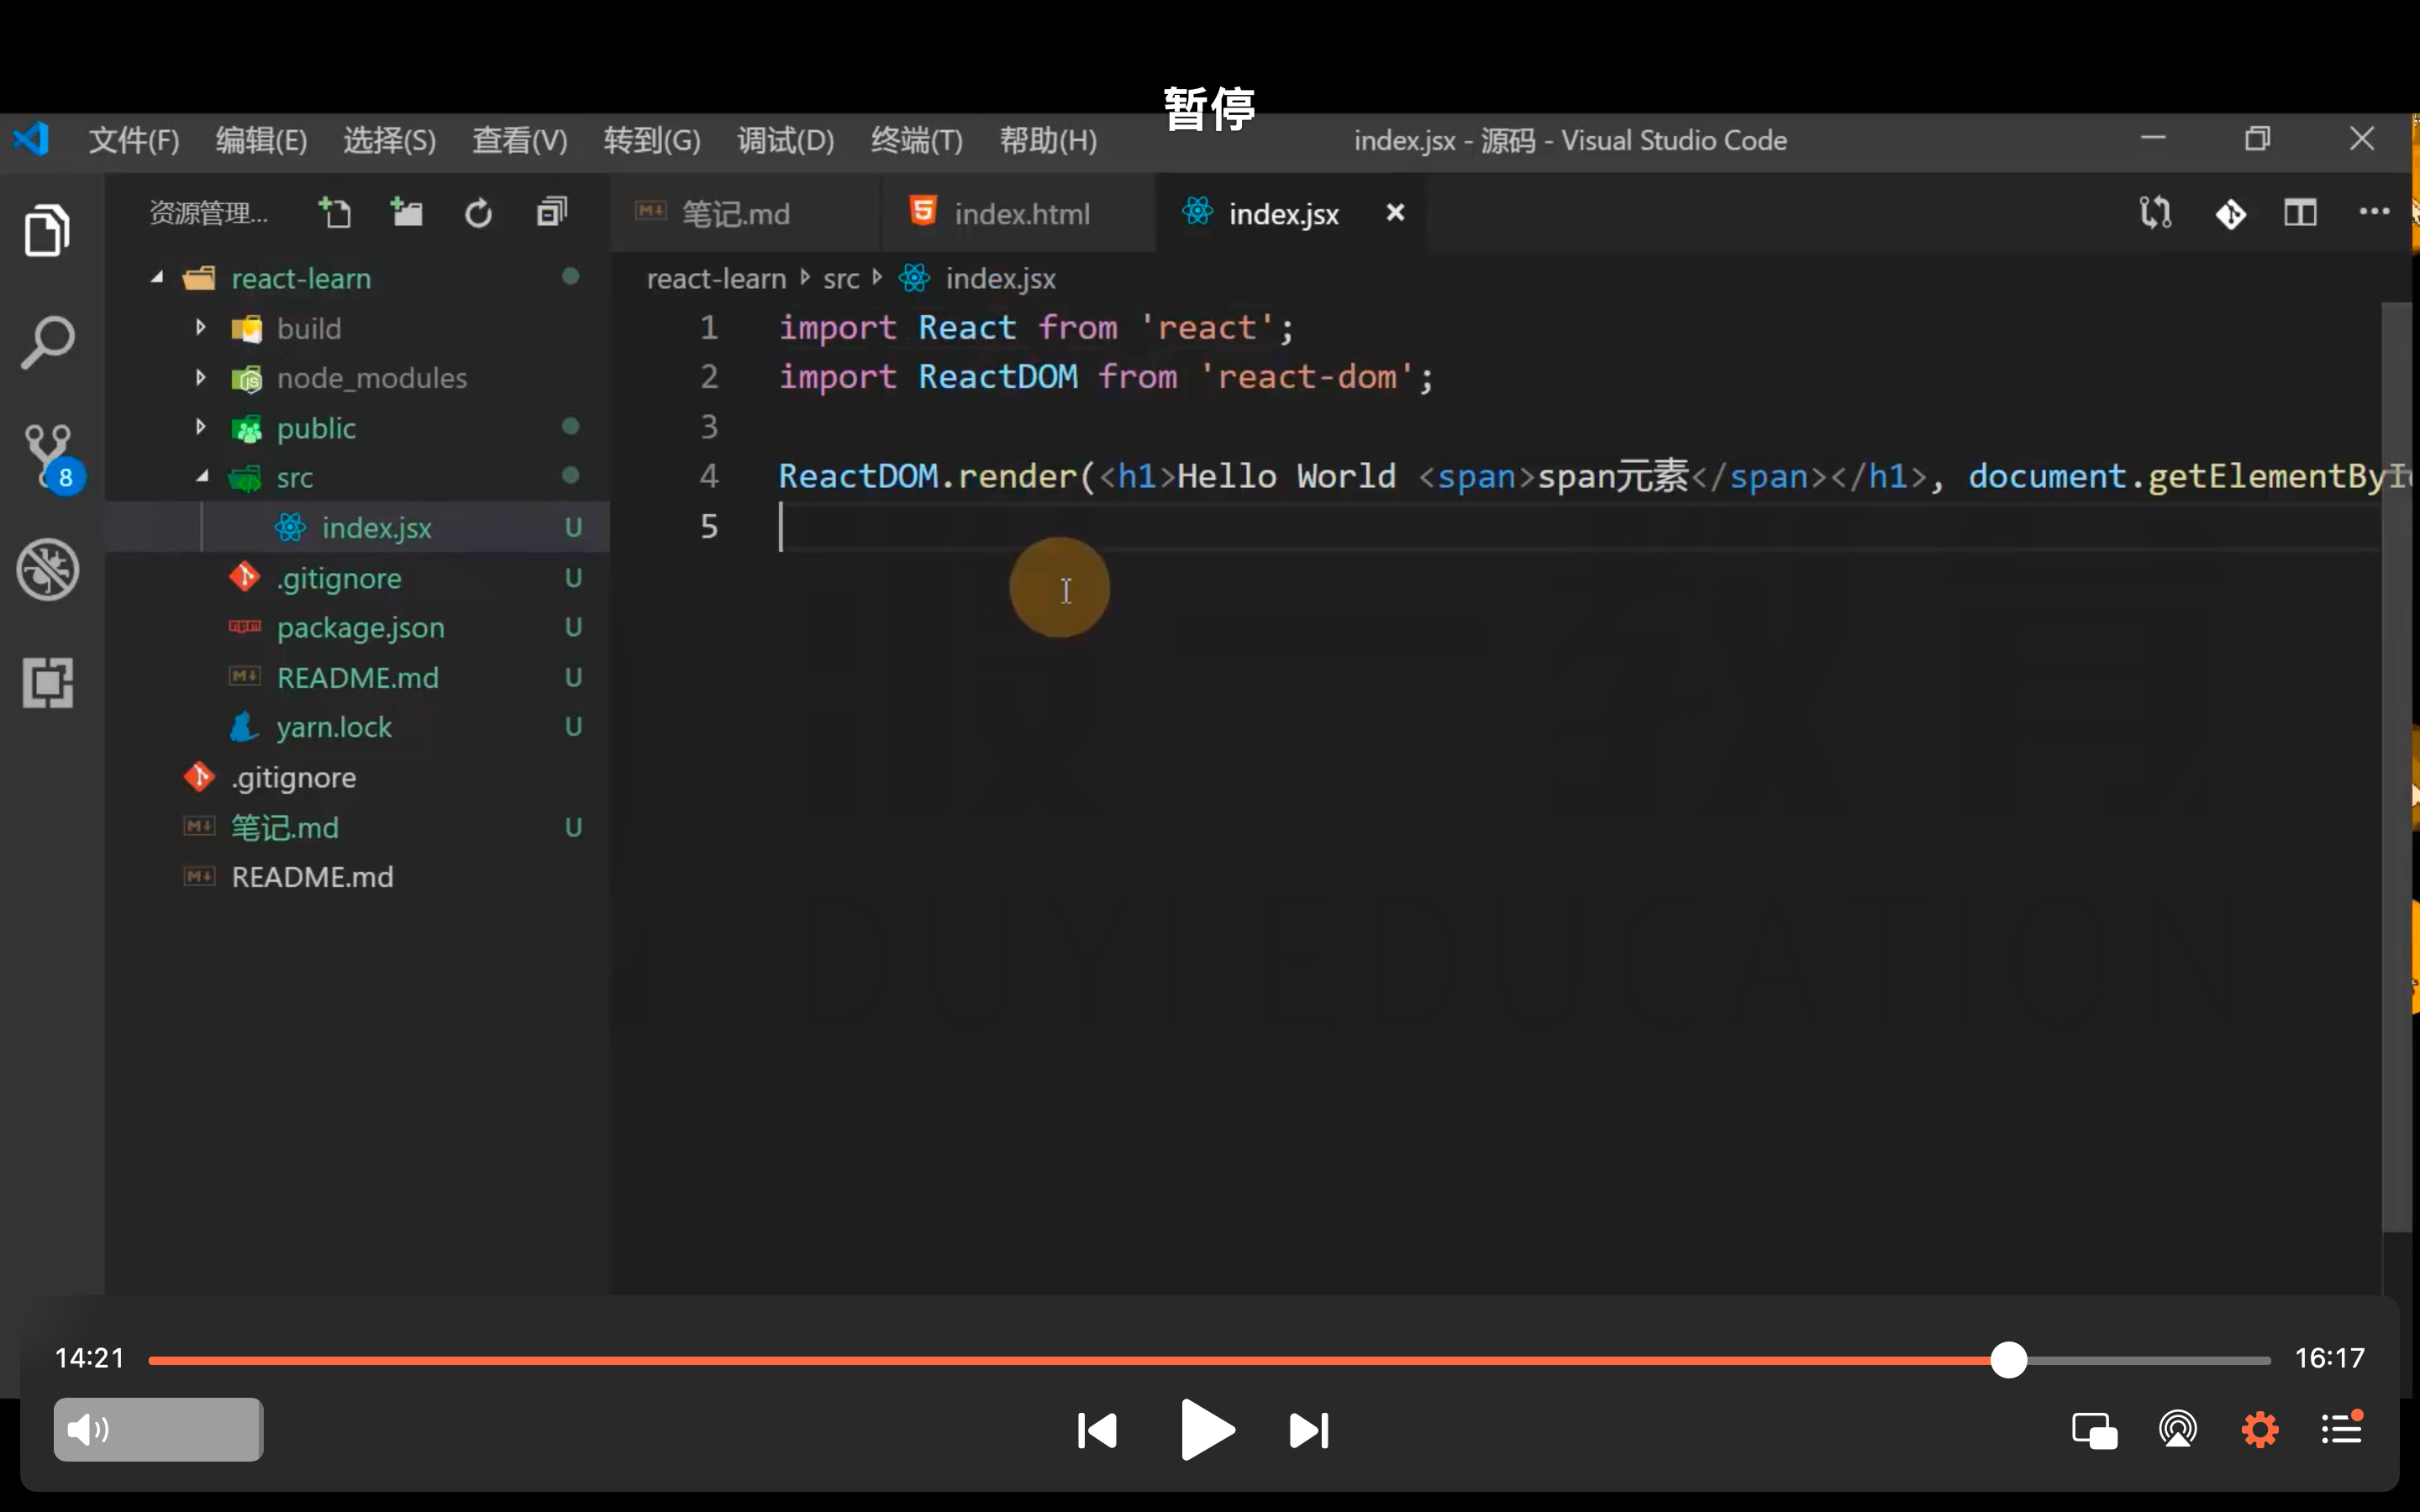 暂停
文件(F) 编辑(E) 选择(S) 查看(V) 转到(G) 调试(D) 终端(T) 帮助(H) index.jsx - 源码 - Visual Studio Code
资源管理...
笔记.md index.html index.jsx
react-learn
react-learn src index.jsx
build
node_modules
public
src
index.jsx U
.gitignore U
package.json U
README.md U
yarn.lock U
.gitignore
笔记.md U
README.md
8
1 import React from 'react';
2 import ReactDOM from 'react-dom';
3
4 ReactDOM.render(<h1>Hello World <span>span元素</span></h1>, document.getElementByI
5
DUYI EDUCATION
14:21 16:17